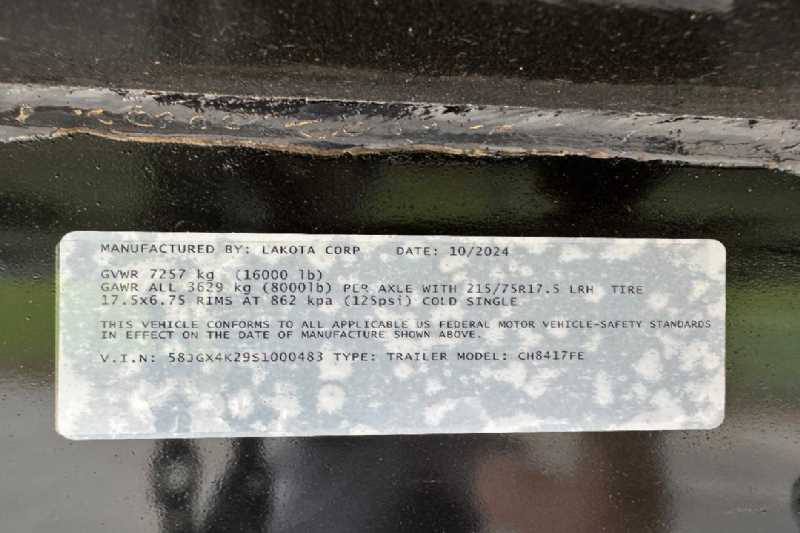 MANUFACTURED BY: LAKOTA CORP DATE: 10/2024
GVWR 7257 kg (16000 lb)
GAWR ALL 3629 kg (8000lb) PER AXLE WITH 215/75R17.5 LRH TIRE
17.5x6.75 RIMS AT 862 kpa (125psi) COLD SINGLE
THIS VEHICLE CONFORMS TO ALL APPLICABLE US FEDERAL MOTOR VEHICLE-SAFETY STANDARDS
IN EFFECT ON THE DATE OF MANUFACTURE SHOWN ABOVE.
V.I.N: 58JGX4K29S1000483 TYPE: TRAILER MODEL: CH8417FE